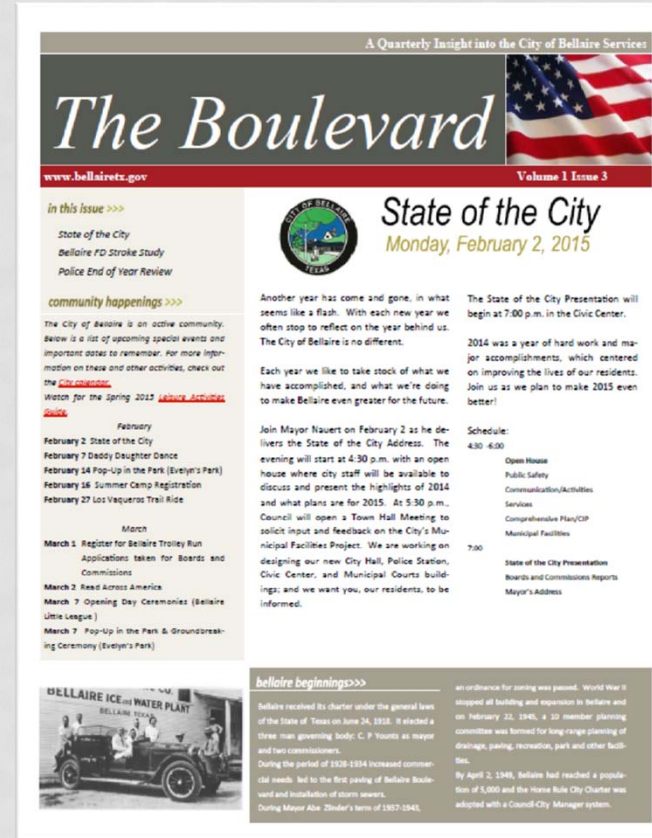 A Quarterly Insight into the City of Bellaire Services
The Boulevard
www.bellairetx.gov
Volume 1 Issue 3
in this issue >>>
State of the City
Bellaire FD Stroke Study
Police End of Year Review
community happenings >>>
The City of Bellaire is an active community.
Below is a list of upcoming special events and
important dates to remember. For more infor-
mation on these and other activities, check out
the City calendar.
Watch for the Spring 2015 Leisure Activities
Guide.
February
February 2 State of the City
February 7 Daddy Daughter Dance
February 14 Pop-Up in the Park (Evelyn's Park)
February 16 Summer Camp Registration
February 27 Los Vaqueros Trail Ride
March
March 1 Register for Bellaire Trolley Run
Applications taken for Boards and
Commissions
March 2 Read Across America
March 7 Opening Day Ceremonies (Bellaire
Little League )
March 7 Pop-Up in the Park & Groundbreak-
ing Ceremony (Evelyn's Park)
CITY OF BELLAIRE
TEXAS
State of the City
Monday, February 2, 2015
Another year has come and gone, in what
seems like a flash. With each new year we
often stop to reflect on the year behind us.
The City of Bellaire is no different.
Each year we like to take stock of what we
have accomplished, and what we're doing
to make Bellaire even greater for the future.
Join Mayor Nauert on February 2 as he de-
livers the State of the City Address. The
evening will start at 4:30 p.m. with an open
house where city staff will be available to
discuss and present the highlights of 2014
and what plans are for 2015. At 5:30 p.m.,
Council will open a Town Hall Meeting to
solicit input and feedback on the City's Mu-
nicipal Facilities Project. We are working on
designing our new City Hall, Police Station,
Civic Center, and Municipal Courts build-
ings; and we want you, our residents, to be
informed.
The State of the City Presentation will
begin at 7:00 p.m. in the Civic Center.
2014 was a year of hard work and ma-
jor accomplishments, which centered
on improving the lives of our residents.
Join us as we plan to make 2015 even
better!
Schedule:
4:30 -6:00
Open House
Public Safety
Communication/Activities
Services
Comprehensive Plan/CIP
Municipal Facilities
7:00
State of the City Presentation
Boards and Commissions Reports
Mayor's Address
BELLAIRE ICE AND WATER PLANT
BELLAIRE TEXAS
bellaire beginnings>>>
Bellaire received its charter under the general laws
of the State of Texas on June 24, 1918. It elected a
three man governing body: C. P Younts as mayor
and two commissioners.
During the period of 1928-1934 increased commer-
cial needs led to the first paving of Bellaire Boule-
vard and installation of storm sewers.
During Mayor Abe Zlinder's term of 1937-1943,
an ordinance for zoning was passed. World War II
stopped all building and expansion in Bellaire and
on February 22, 1945, a 10 member planning
committee was formed for long-range planning of
drainage, paving, recreation, park and other facili-
ties.
By April 2, 1949, Bellaire had reached a popula-
tion of 5,000 and the Home Rule City Charter was
adopted with a Council-City Manager system.